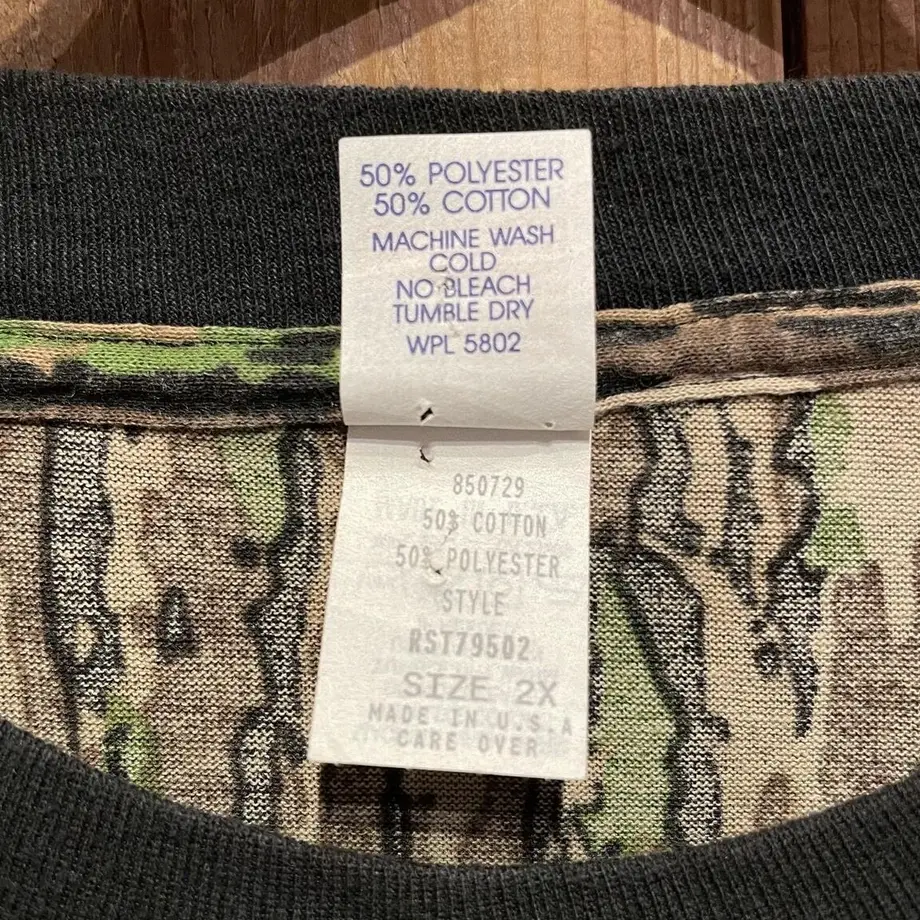 50% POLYESTER
50% COTTON
MACHINE WASH
COLD
NO BLEACH
TUMBLE DRY
WPL 5802
850729
50% COTTON
50% POLYESTER
STYLE
RST79502
SIZE 2X
MADE IN U.S.A
CARE OVER